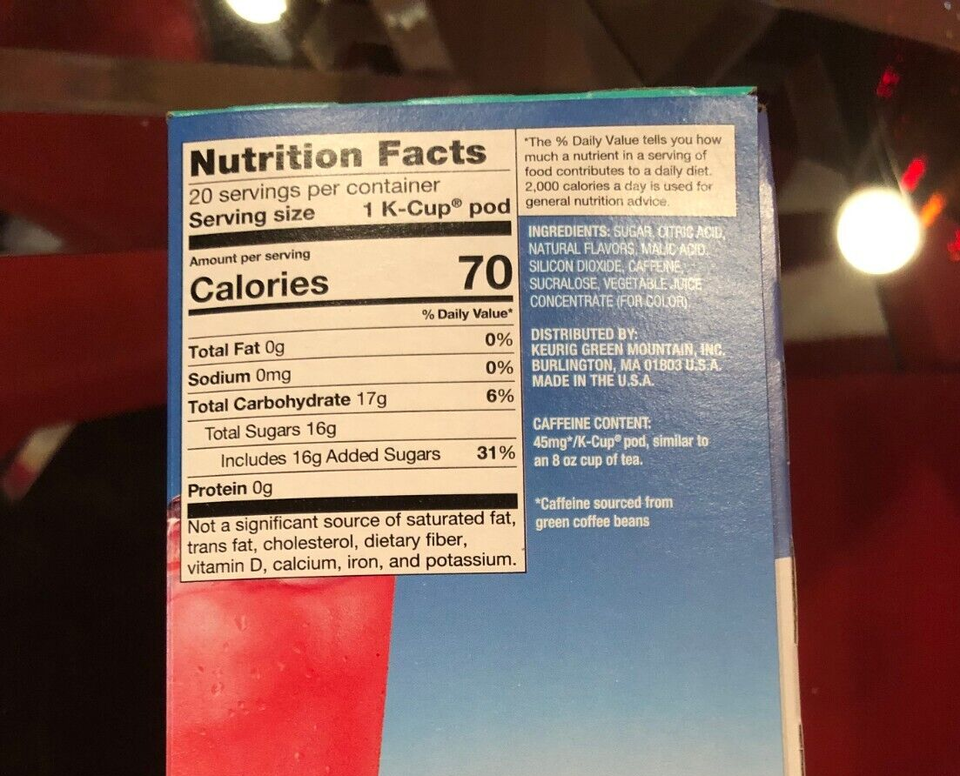 Nutrition Facts
20 servings per container
Serving size 1 K-Cup® pod
Amount per serving
Calories 70
% Daily Value*
Total Fat 0g 0%
Sodium 0mg 0%
Total Carbohydrate 17g 6%
Total Sugars 16g
Includes 16g Added Sugars 31%
Protein 0g
Not a significant source of saturated fat,
trans fat, cholesterol, dietary fiber,
vitamin D, calcium, iron, and potassium.
*The % Daily Value tells you how
much a nutrient in a serving of
food contributes to a daily diet.
2,000 calories a day is used for
general nutrition advice.
INGREDIENTS: SUGAR, CITRIC ACID,
NATURAL FLAVORS, MALIC ACID,
SILICON DIOXIDE, CAFFEINE,
SUCRALOSE, VEGETABLE JUICE
CONCENTRATE (FOR COLOR)
DISTRIBUTED BY:
KEURIG GREEN MOUNTAIN, INC.
BURLINGTON, MA 01803 U.S.A.
MADE IN THE U.S.A.
CAFFEINE CONTENT:
45mg*/K-Cup® pod, similar to
an 8 oz cup of tea.
*Caffeine sourced from
green coffee beans